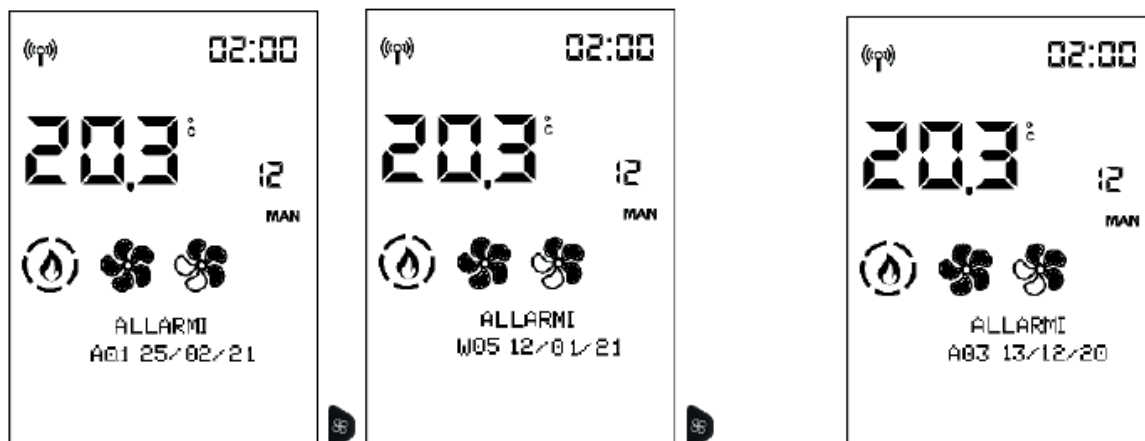 02:00
20.3 °C
12
MAN
ALLARMI
A01 25/02/21
02:00
20.3 °C
12
MAN
ALLARMI
W05 12/01/21
02:00
20.3 °C
12
MAN
ALLARMI
A03 13/12/20